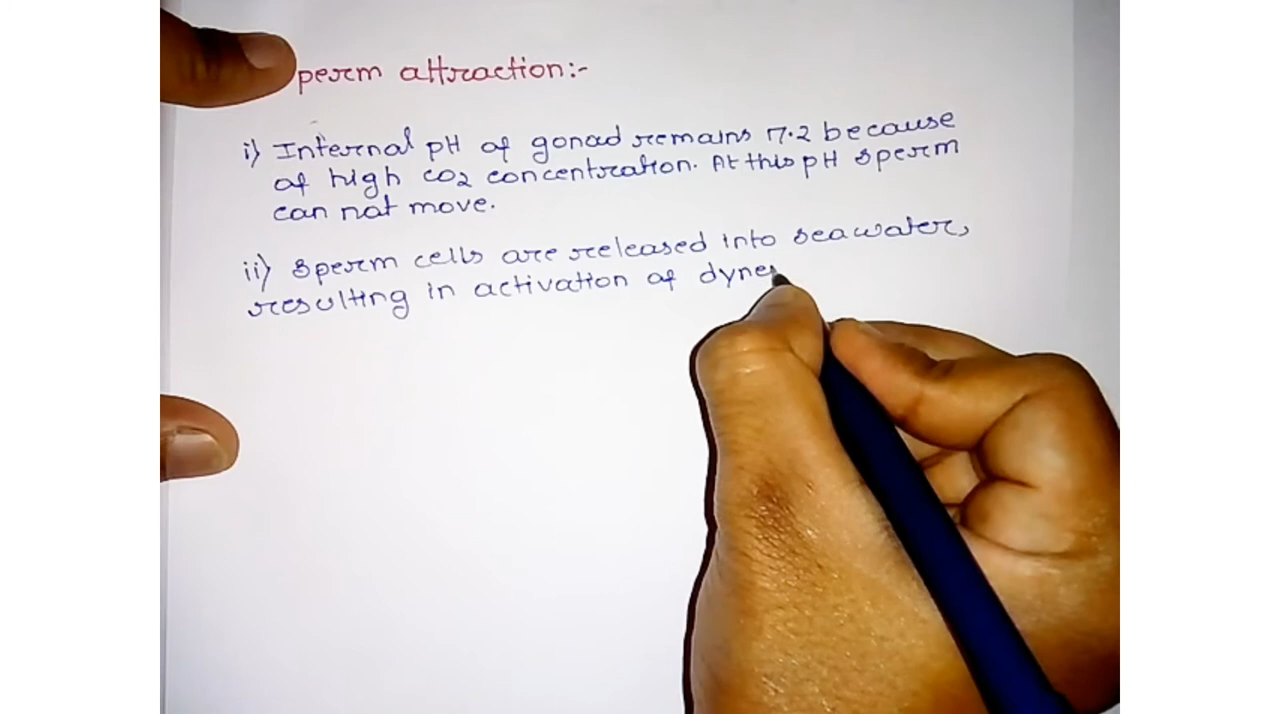 perm attraction:-
i) Internal pH of gonad remains 7.2 because
of high CO2 concentration. At this pH sperm
can not move.
ii) Sperm cells are released into seawater,
resulting in activation of dyne